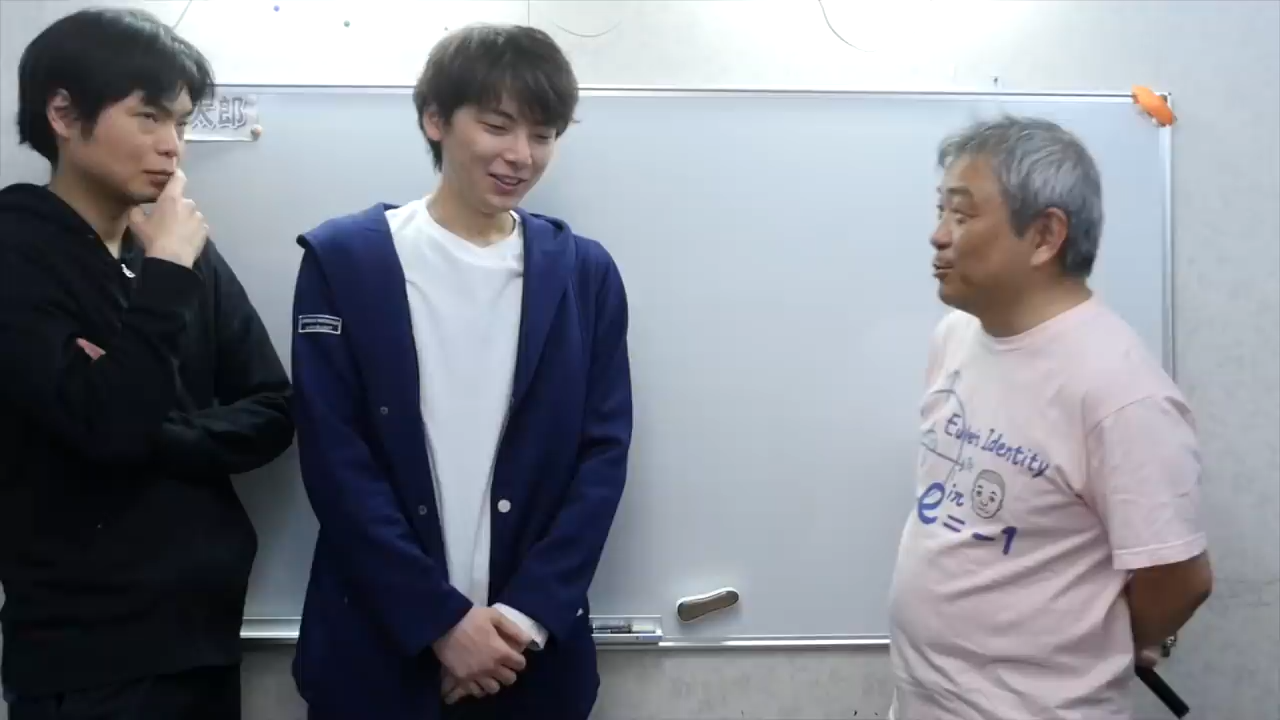 太郎
Euler's Identity
e^iπ
= -1